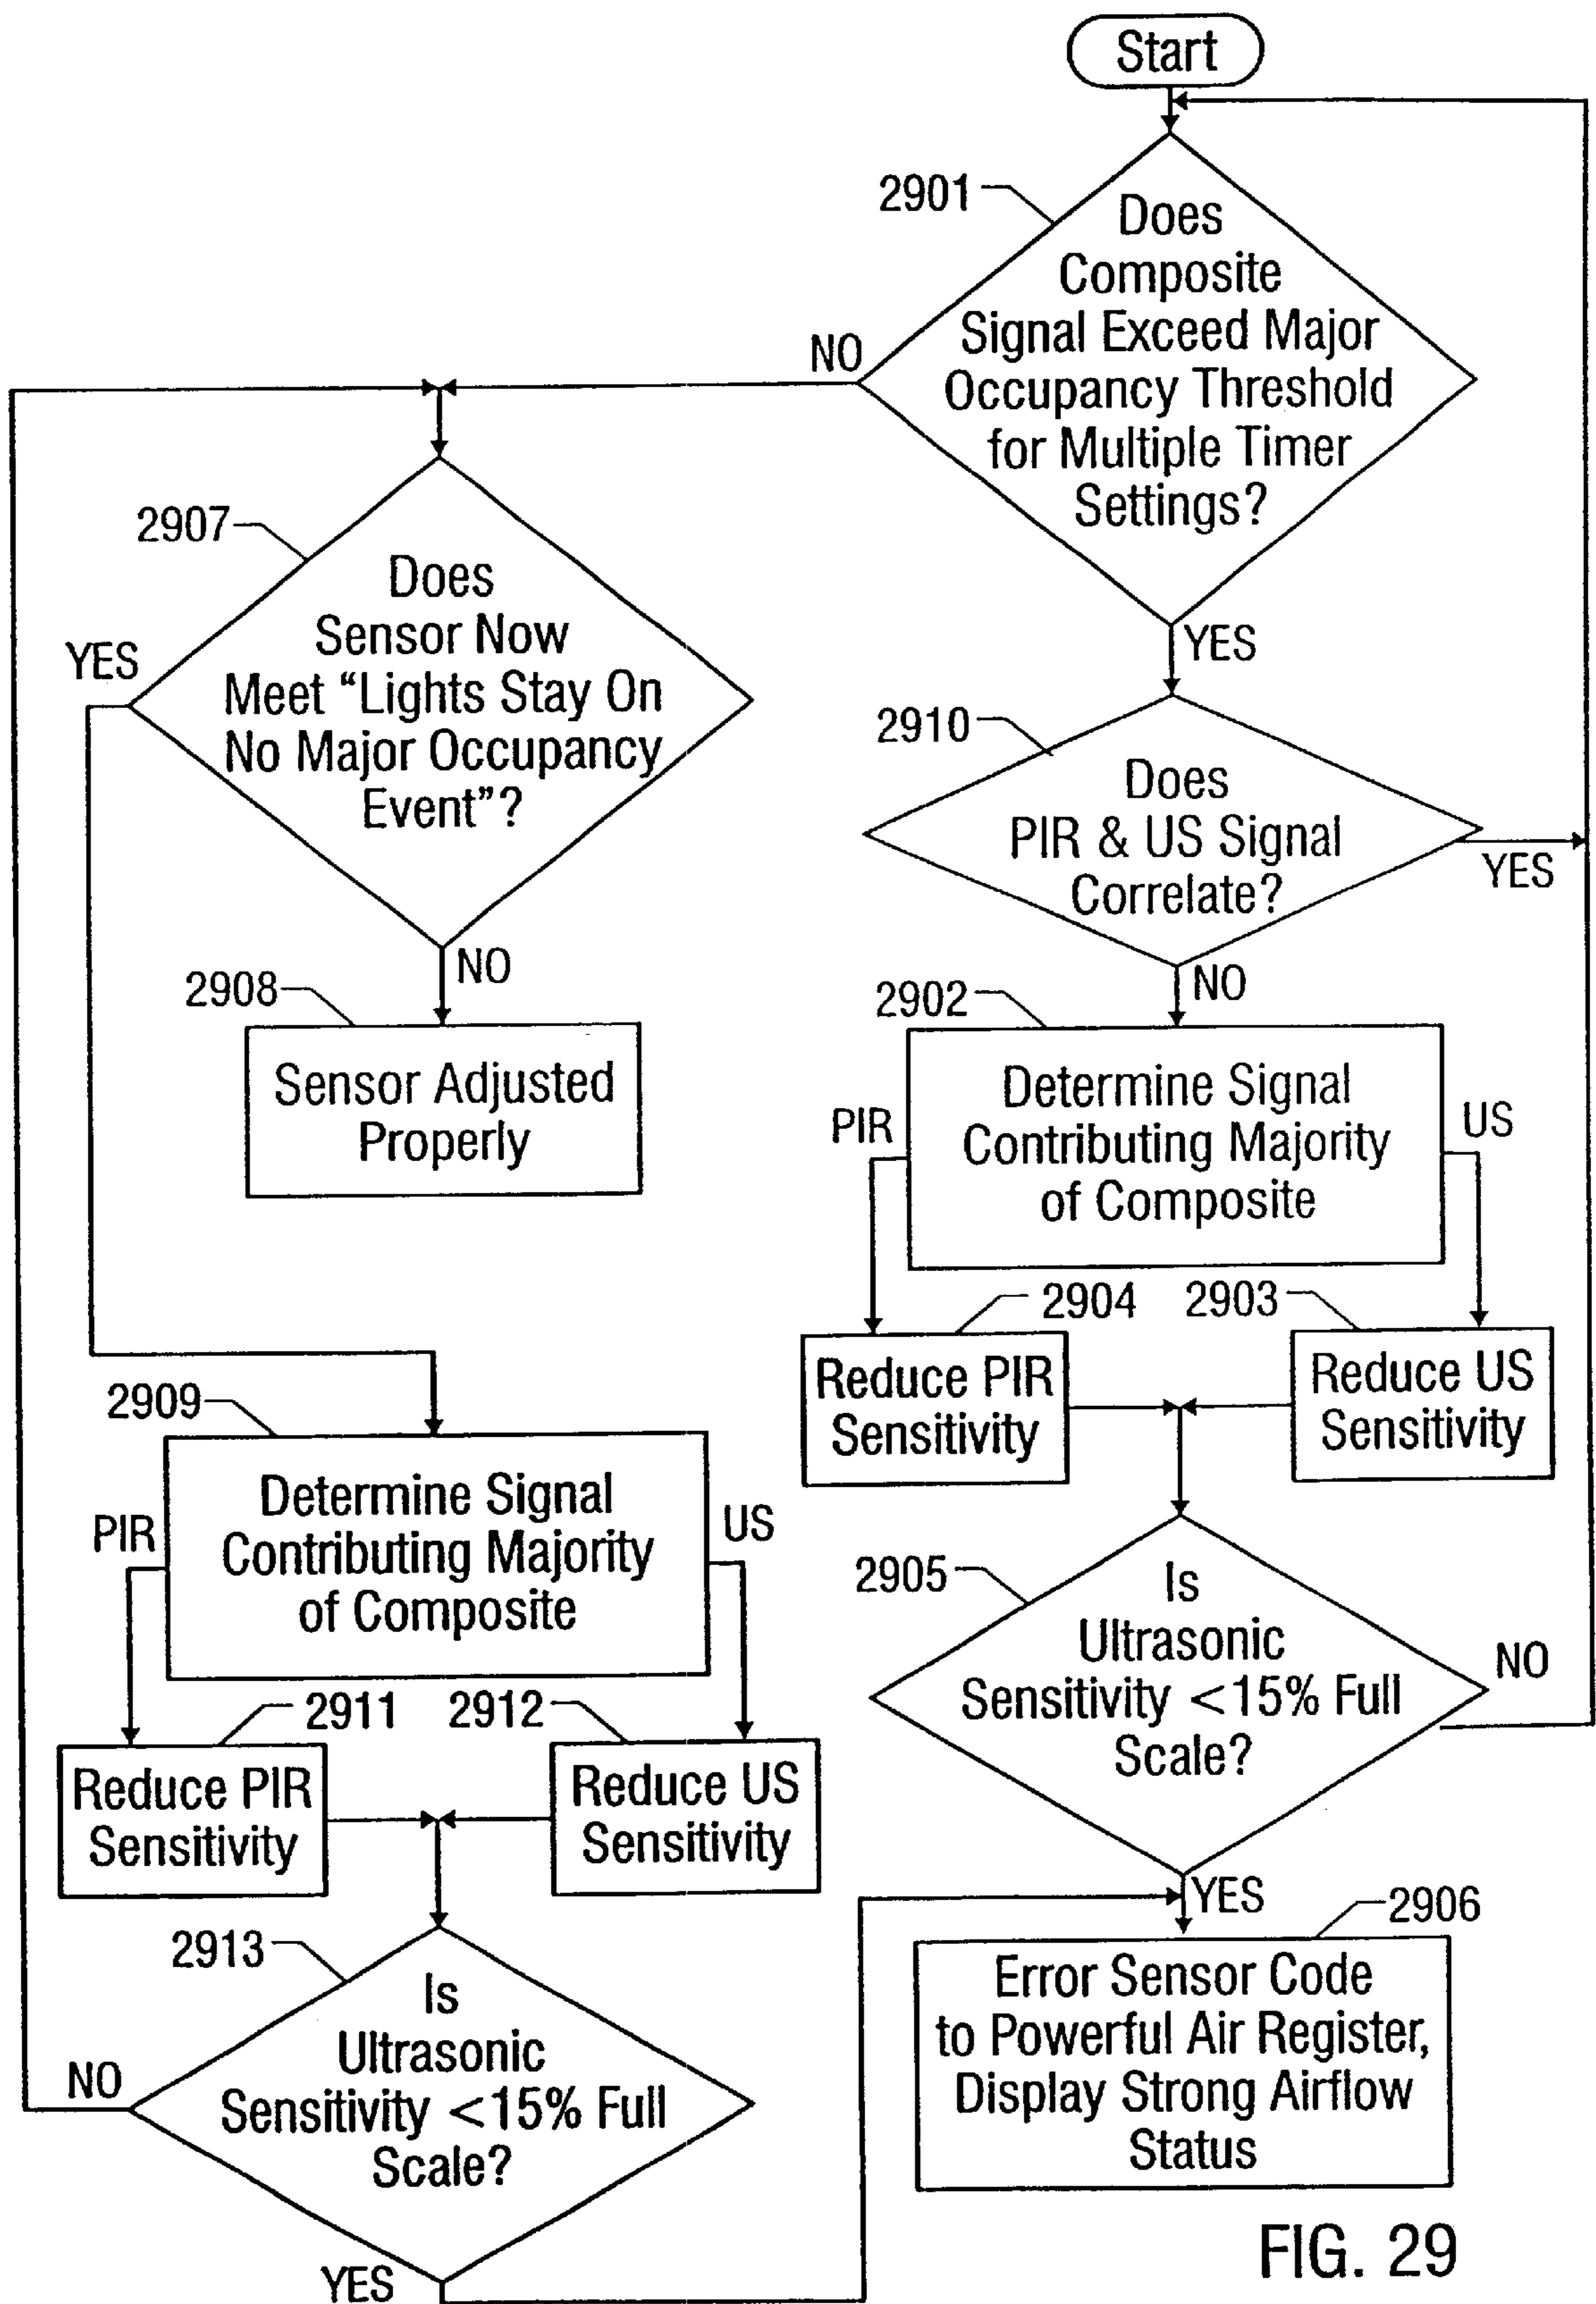 Start
2901
Does
Composite
Signal Exceed Major
Occupancy Threshold
for Multiple Timer
Settings?
NO
YES
2907
Does
Sensor Now
Meet “Lights Stay On
No Major Occupancy
Event”?
YES
NO
2910
Does
PIR & US Signal
Correlate?
YES
NO
2908
Sensor Adjusted
Properly
2902
Determine Signal
Contributing Majority
of Composite
PIR
US
2904
Reduce PIR
Sensitivity
2903
Reduce US
Sensitivity
2909
Determine Signal
Contributing Majority
of Composite
PIR
US
2905
Is
Ultrasonic
Sensitivity <15% Full
Scale?
NO
YES
2911
Reduce PIR
Sensitivity
2912
Reduce US
Sensitivity
2906
Error Sensor Code
to Powerful Air Register,
Display Strong Airflow
Status
2913
Is
Ultrasonic
Sensitivity <15% Full
Scale?
NO
YES
FIG. 29